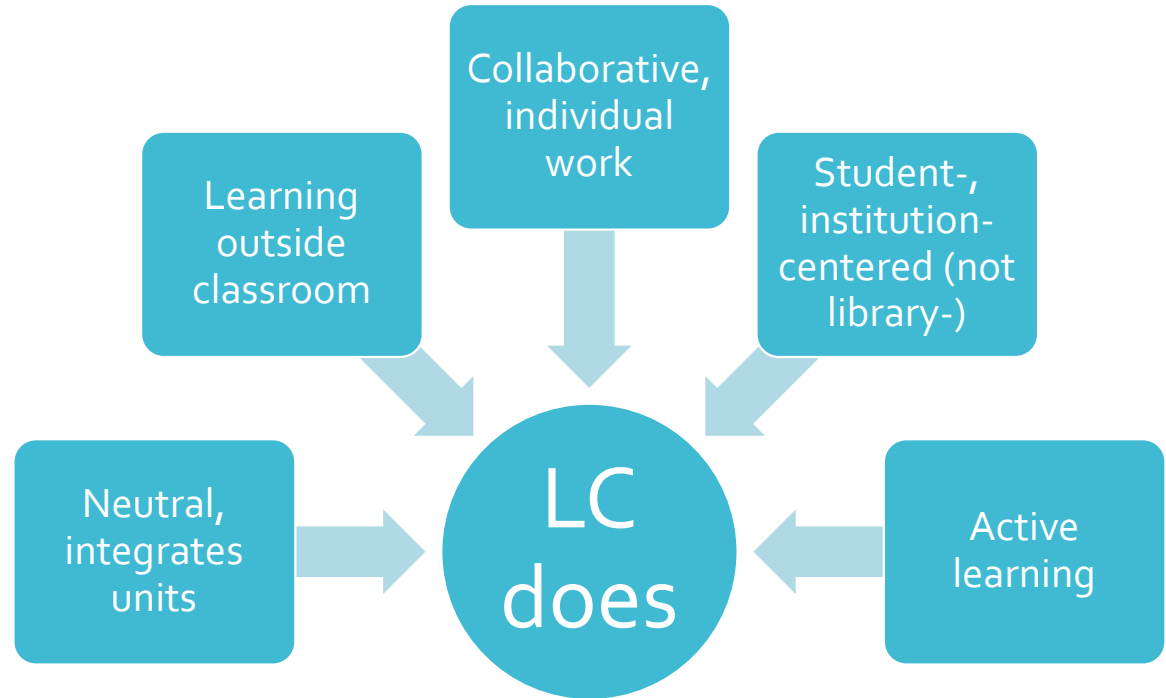 Collaborative,
individual
work
Learning
outside
classroom
Student-,
institution-
centered (not
library-)
Neutral,
integrates
units
LC
does
Active
learning